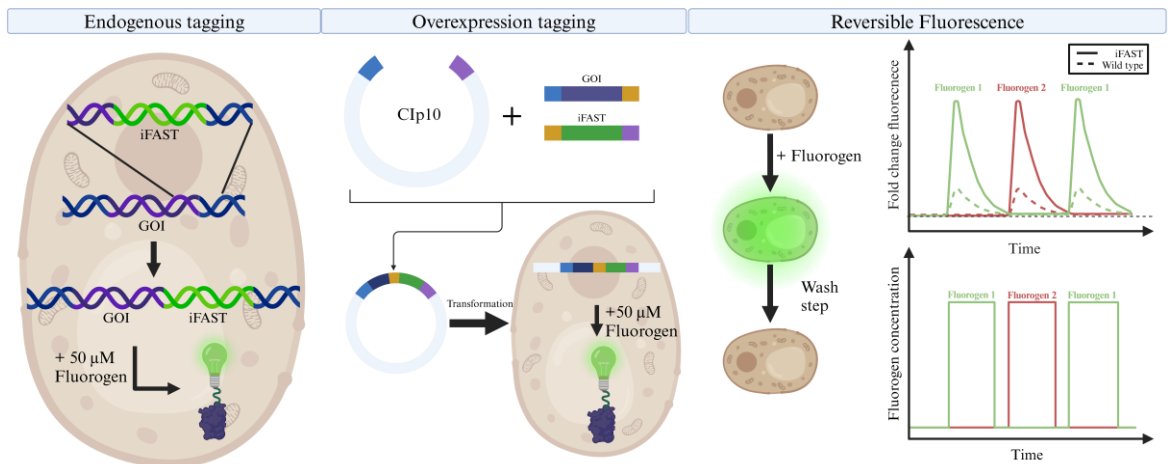 Endogenous tagging
Overexpression tagging
Reversible Fluorescence
iFAST
GOI
GOI
iFAST
+ 50 µM
Fluorogen
CIp10
+
GOI
iFAST
Transformation
+50 µM
Fluorogen
+ Fluorogen
Wash
step
Fold change fluorecnece
iFAST
Wild type
Fluorogen 1
Fluorogen 2
Fluorogen 1
Time
Fluorogen concentration
Fluorogen 1
Fluorogen 2
Fluorogen 1
Time